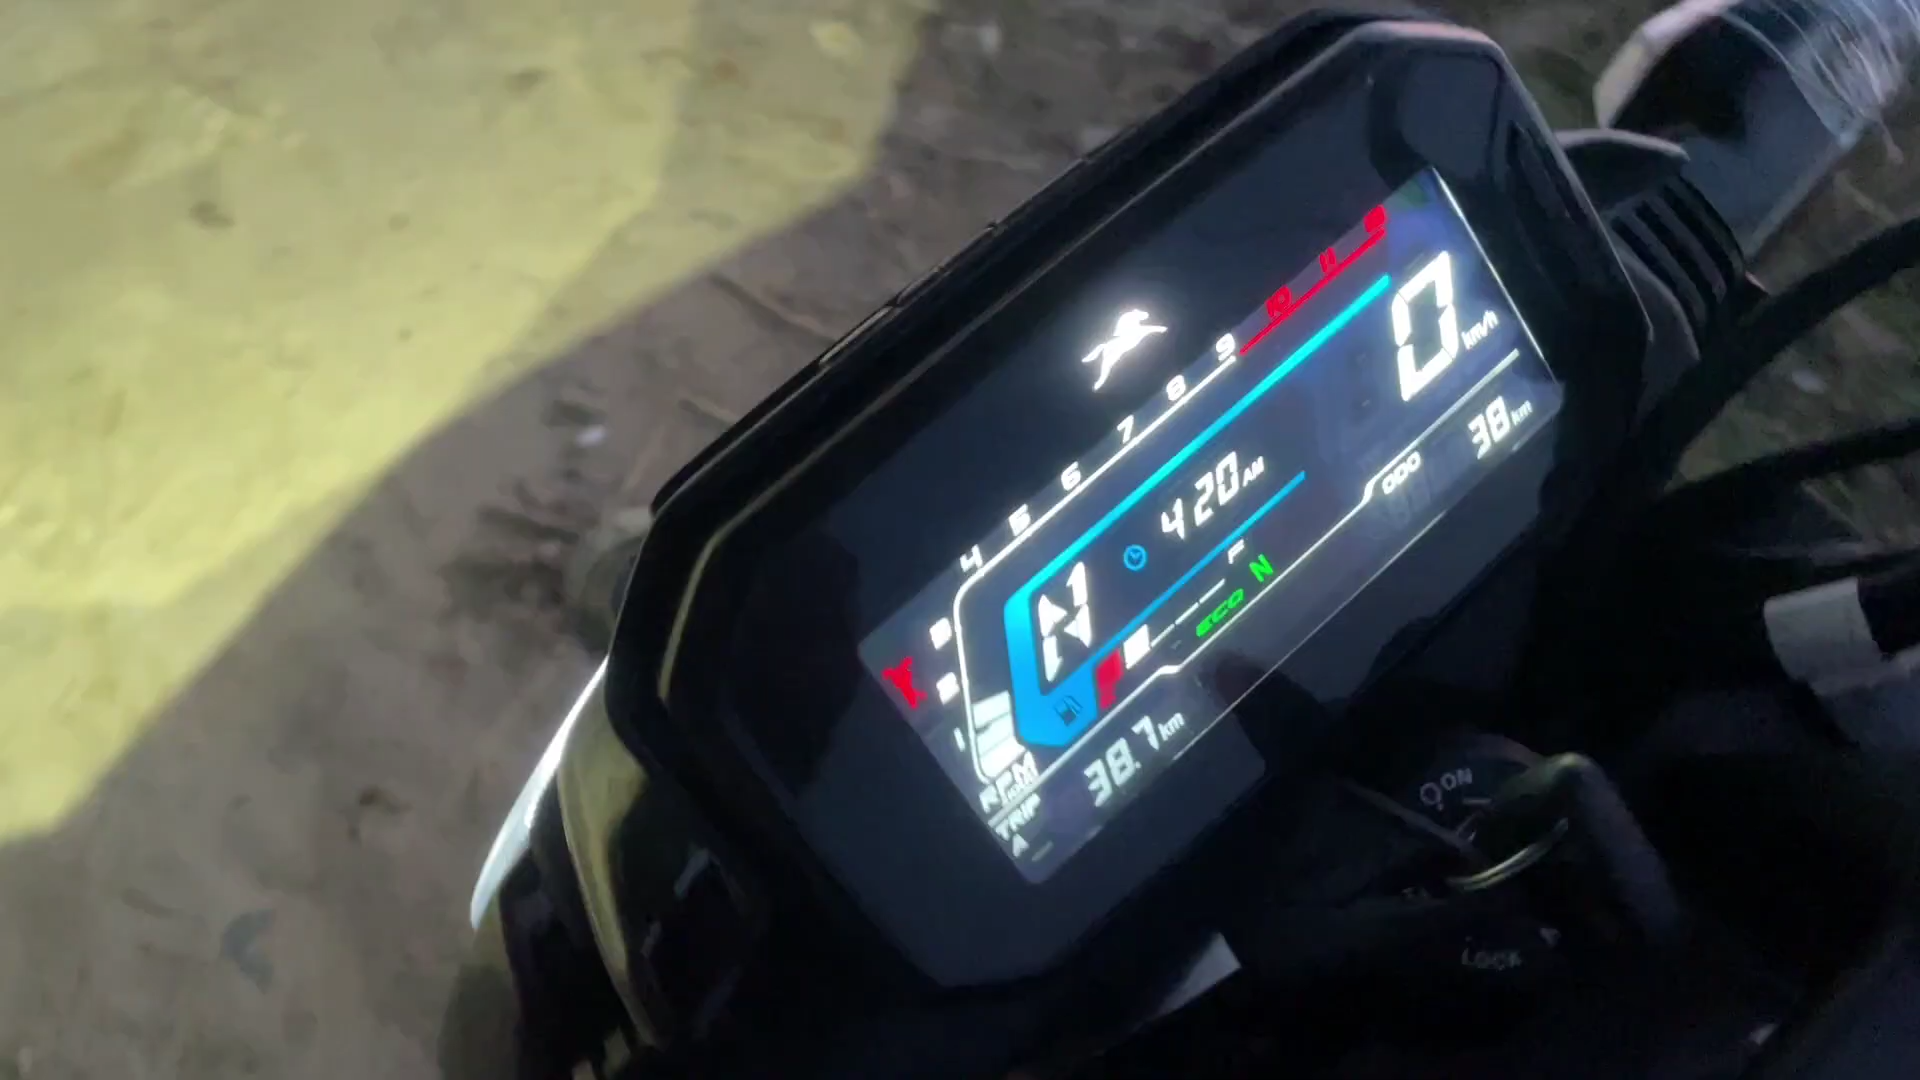 4 5 6 7 8 9 10 11
3
2
1
0 km/h
4 20 AM
N
F
ECO N
ODO 38 km
RPM
TRIP A 38.7 km
ON
LOCK